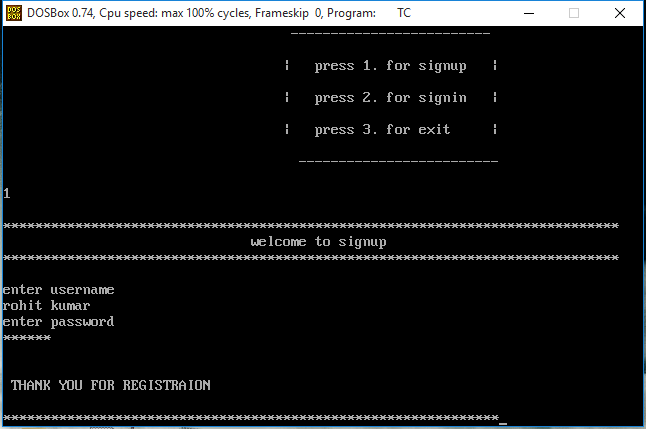 DOSBox 0.74, Cpu speed: max 100% cycles, Frameskip 0, Program: TC
-------------------------
| press 1. for signup |
| press 2. for signin |
| press 3. for exit |
-------------------------
1
*****************************************************************************
welcome to signup
*****************************************************************************
enter username
rohit kumar
enter password
******
THANK YOU FOR REGISTRAION
**************************************************************_